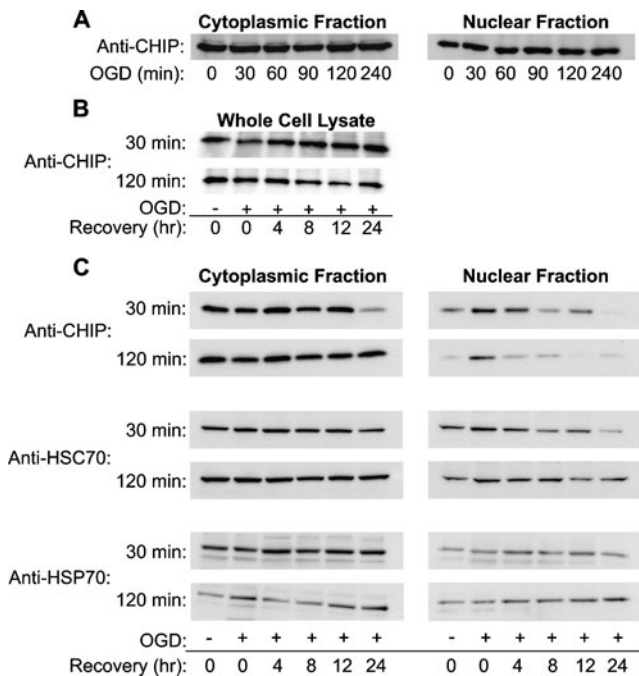 A
Cytoplasmic Fraction Nuclear Fraction
Anti-CHIP:
OGD (min): 0 30 60 90 120 240 0 30 60 90 120 240
B
Whole Cell Lysate
30 min:
Anti-CHIP:
120 min:
OGD: - + + + + +
Recovery (hr): 0 0 4 8 12 24
C
Cytoplasmic Fraction Nuclear Fraction
30 min:
Anti-CHIP:
120 min:
30 min:
Anti-HSC70:
120 min:
30 min:
Anti-HSP70:
120 min:
OGD: - + + + + + - + + + + +
Recovery (hr): 0 0 4 8 12 24 0 0 4 8 12 24